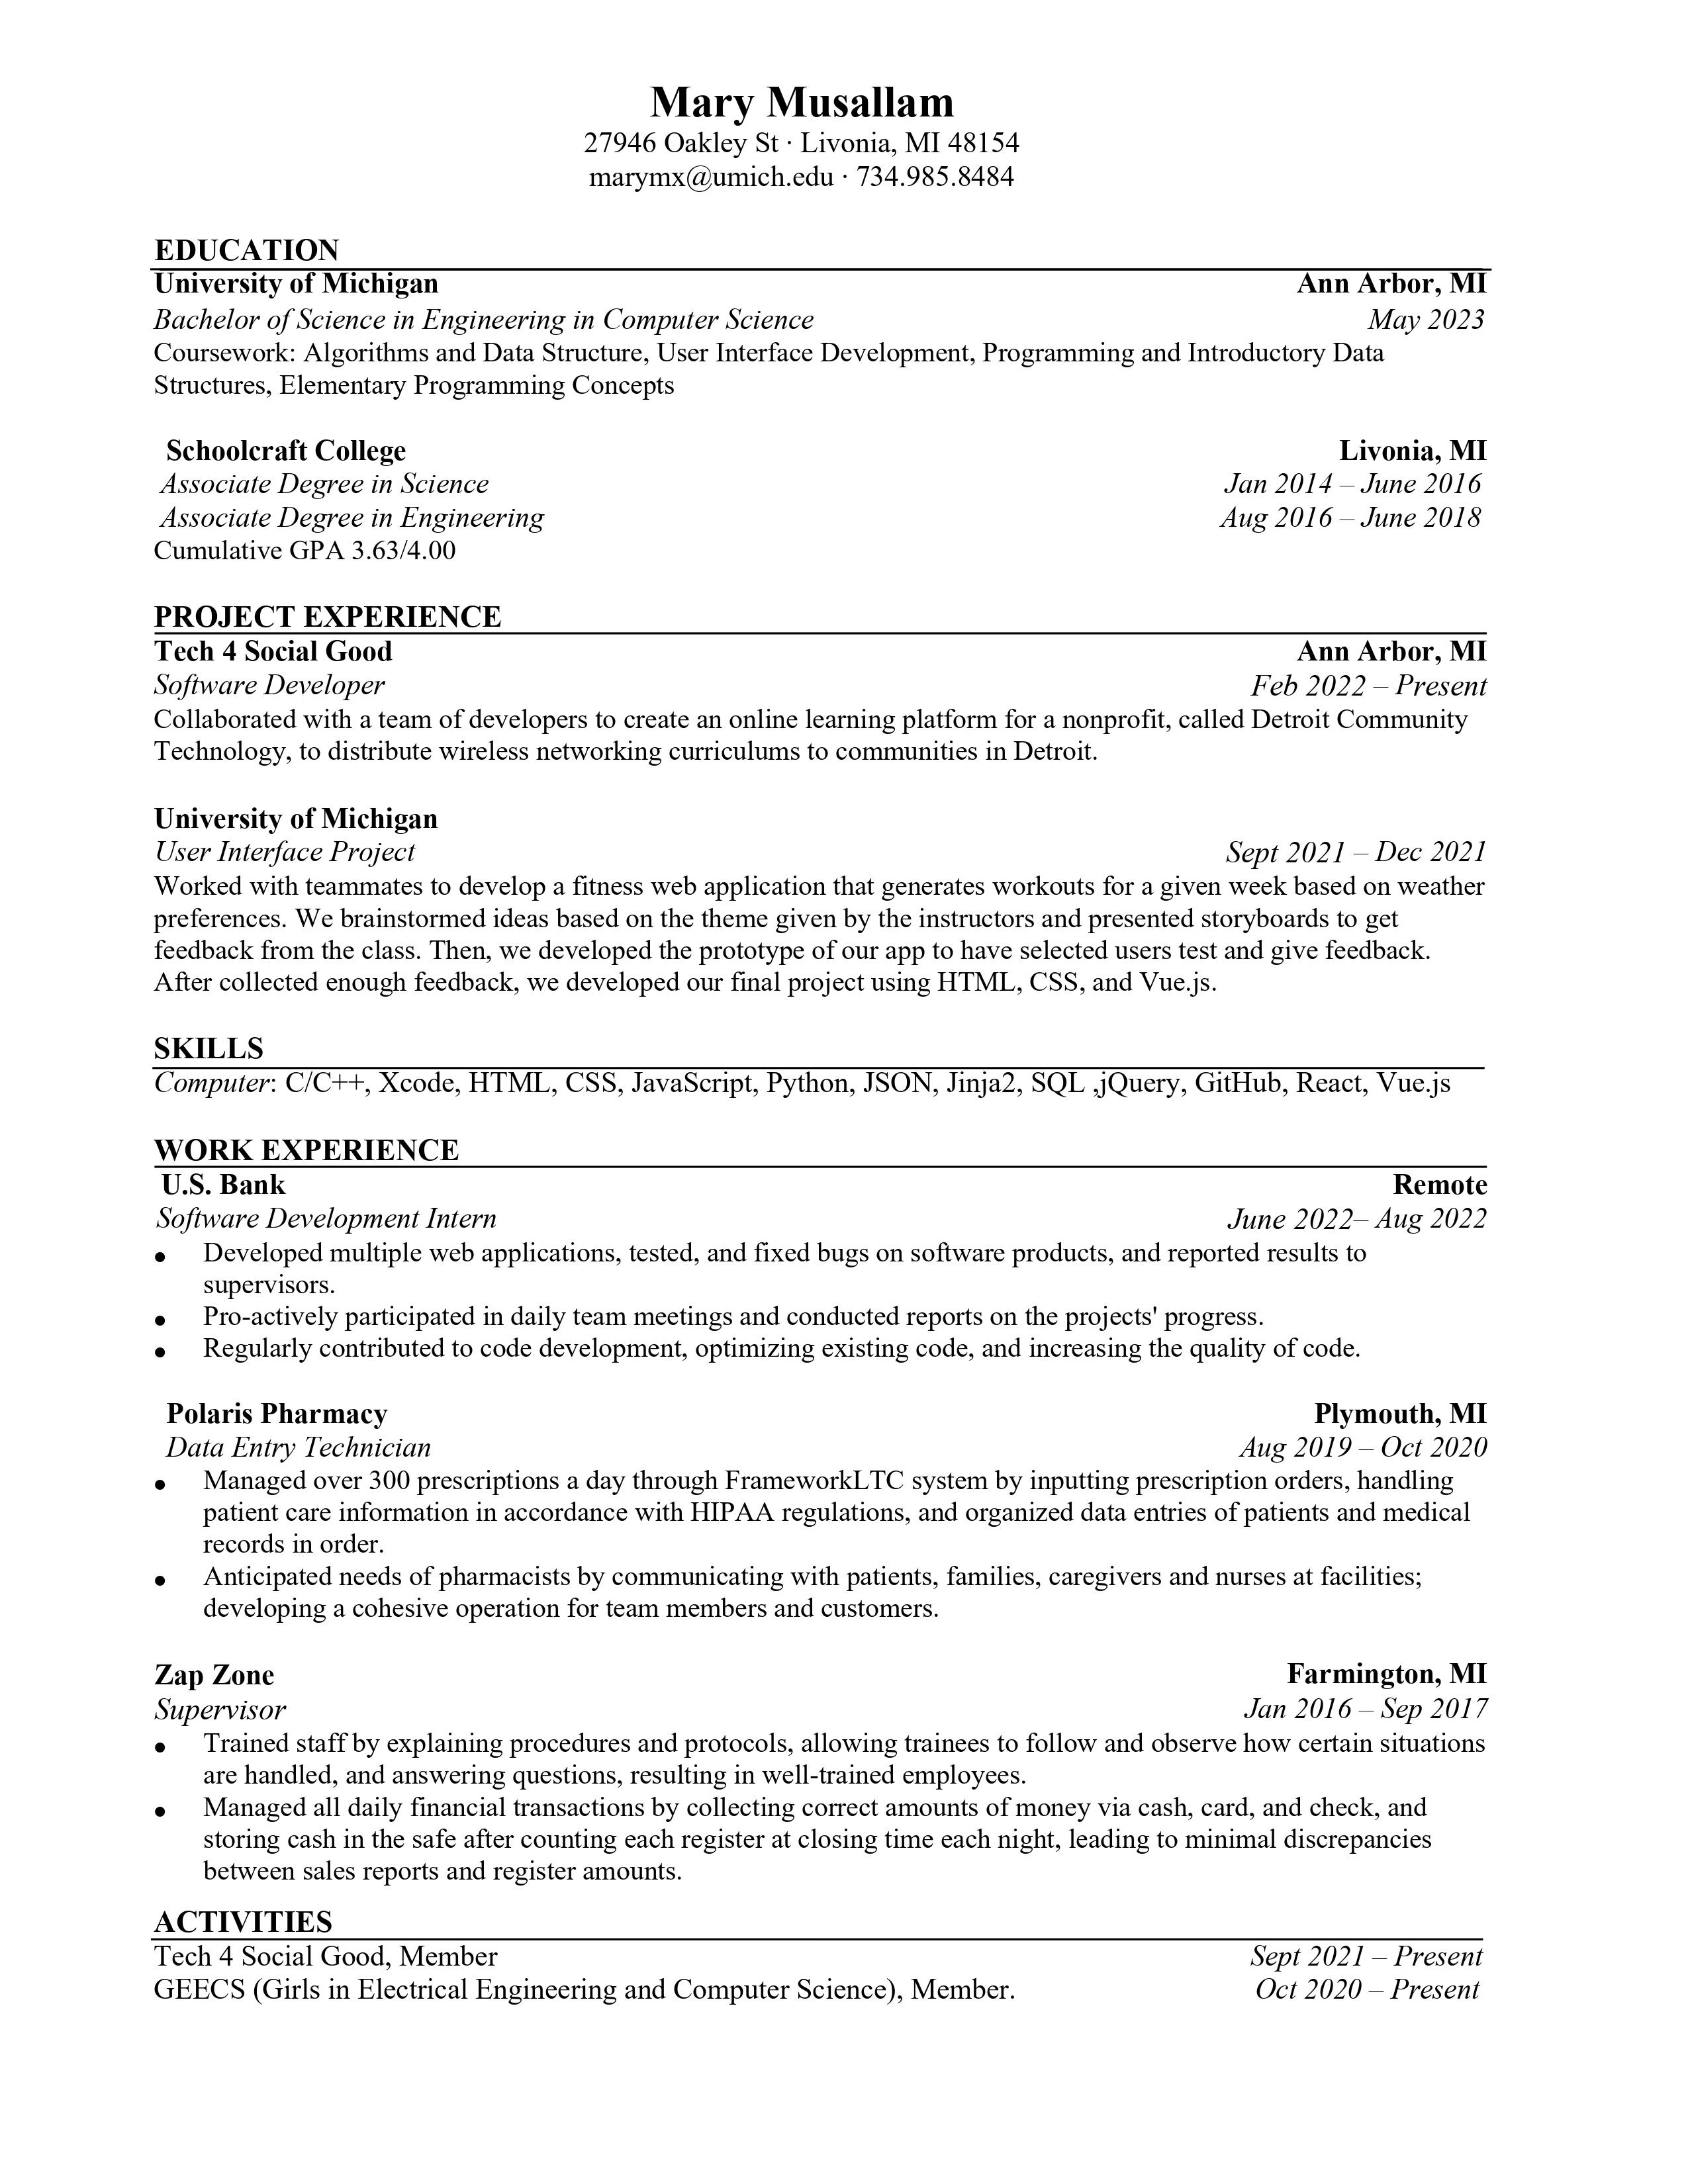 Mary Musallam
27946 Oakley St · Livonia, MI 48154
marymx@umich.edu · 734.985.8484
EDUCATION
University of Michigan Ann Arbor, MI
Bachelor of Science in Engineering in Computer Science May 2023
Coursework: Algorithms and Data Structure, User Interface Development, Programming and Introductory Data
Structures, Elementary Programming Concepts
Schoolcraft College Livonia, MI
Associate Degree in Science Jan 2014 – June 2016
Associate Degree in Engineering Aug 2016 – June 2018
Cumulative GPA 3.63/4.00
PROJECT EXPERIENCE
Tech 4 Social Good Ann Arbor, MI
Software Developer Feb 2022 – Present
Collaborated with a team of developers to create an online learning platform for a nonprofit, called Detroit Community
Technology, to distribute wireless networking curriculums to communities in Detroit.
University of Michigan
User Interface Project Sept 2021 – Dec 2021
Worked with teammates to develop a fitness web application that generates workouts for a given week based on weather
preferences. We brainstormed ideas based on the theme given by the instructors and presented storyboards to get
feedback from the class. Then, we developed the prototype of our app to have selected users test and give feedback.
After collected enough feedback, we developed our final project using HTML, CSS, and Vue.js.
SKILLS
Computer: C/C++, Xcode, HTML, CSS, JavaScript, Python, JSON, Jinja2, SQL ,jQuery, GitHub, React, Vue.js
WORK EXPERIENCE
U.S. Bank Remote
Software Development Intern June 2022– Aug 2022
● Developed multiple web applications, tested, and fixed bugs on software products, and reported results to
supervisors.
● Pro-actively participated in daily team meetings and conducted reports on the projects' progress.
● Regularly contributed to code development, optimizing existing code, and increasing the quality of code.
Polaris Pharmacy Plymouth, MI
Data Entry Technician Aug 2019 – Oct 2020
● Managed over 300 prescriptions a day through FrameworkLTC system by inputting prescription orders, handling
patient care information in accordance with HIPAA regulations, and organized data entries of patients and medical
records in order.
● Anticipated needs of pharmacists by communicating with patients, families, caregivers and nurses at facilities;
developing a cohesive operation for team members and customers.
Zap Zone Farmington, MI
Supervisor Jan 2016 – Sep 2017
● Trained staff by explaining procedures and protocols, allowing trainees to follow and observe how certain situations
are handled, and answering questions, resulting in well-trained employees.
● Managed all daily financial transactions by collecting correct amounts of money via cash, card, and check, and
storing cash in the safe after counting each register at closing time each night, leading to minimal discrepancies
between sales reports and register amounts.
ACTIVITIES
Tech 4 Social Good, Member Sept 2021 – Present
GEECS (Girls in Electrical Engineering and Computer Science), Member. Oct 2020 – Present